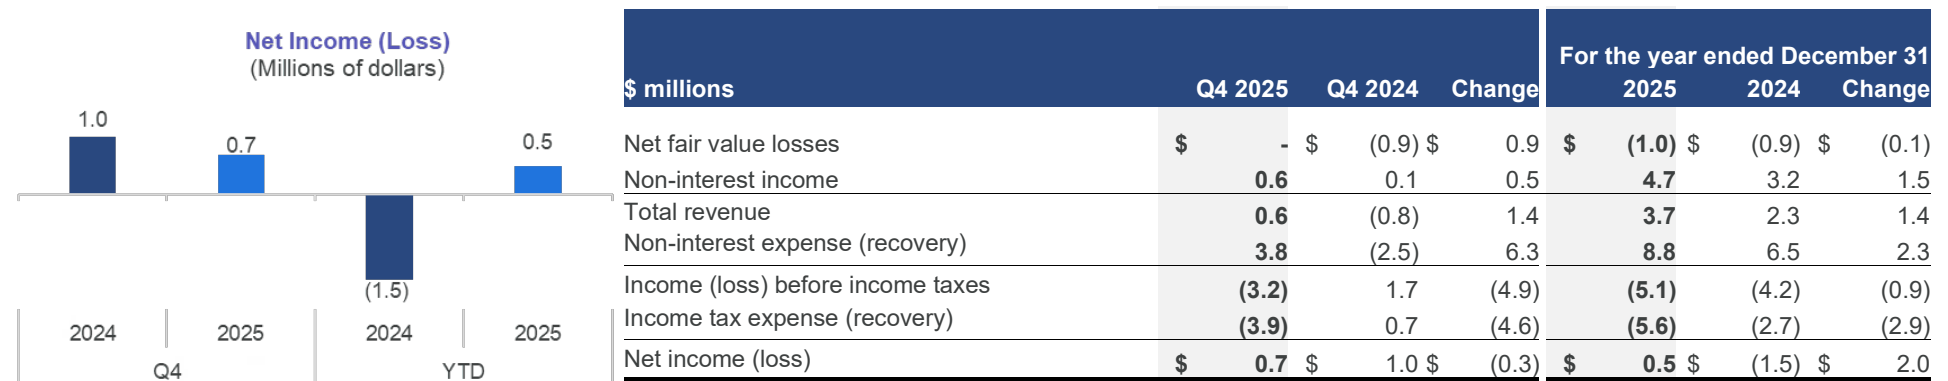 Net Income (Loss)
(Millions of dollars)
1.0
0.7
0.5
(1.5)
2024 2025 2024 2025
Q4 YTD
For the year ended December 31
$ millions Q4 2025 Q4 2024 Change 2025 2024 Change
Net fair value losses $ - $ (0.9) $ 0.9 $ (1.0) $ (0.9) $ (0.1)
Non-interest income 0.6 0.1 0.5 4.7 3.2 1.5
Total revenue 0.6 (0.8) 1.4 3.7 2.3 1.4
Non-interest expense (recovery) 3.8 (2.5) 6.3 8.8 6.5 2.3
Income (loss) before income taxes (3.2) 1.7 (4.9) (5.1) (4.2) (0.9)
Income tax expense (recovery) (3.9) 0.7 (4.6) (5.6) (2.7) (2.9)
Net income (loss) $ 0.7 $ 1.0 $ (0.3) $ 0.5 $ (1.5) $ 2.0